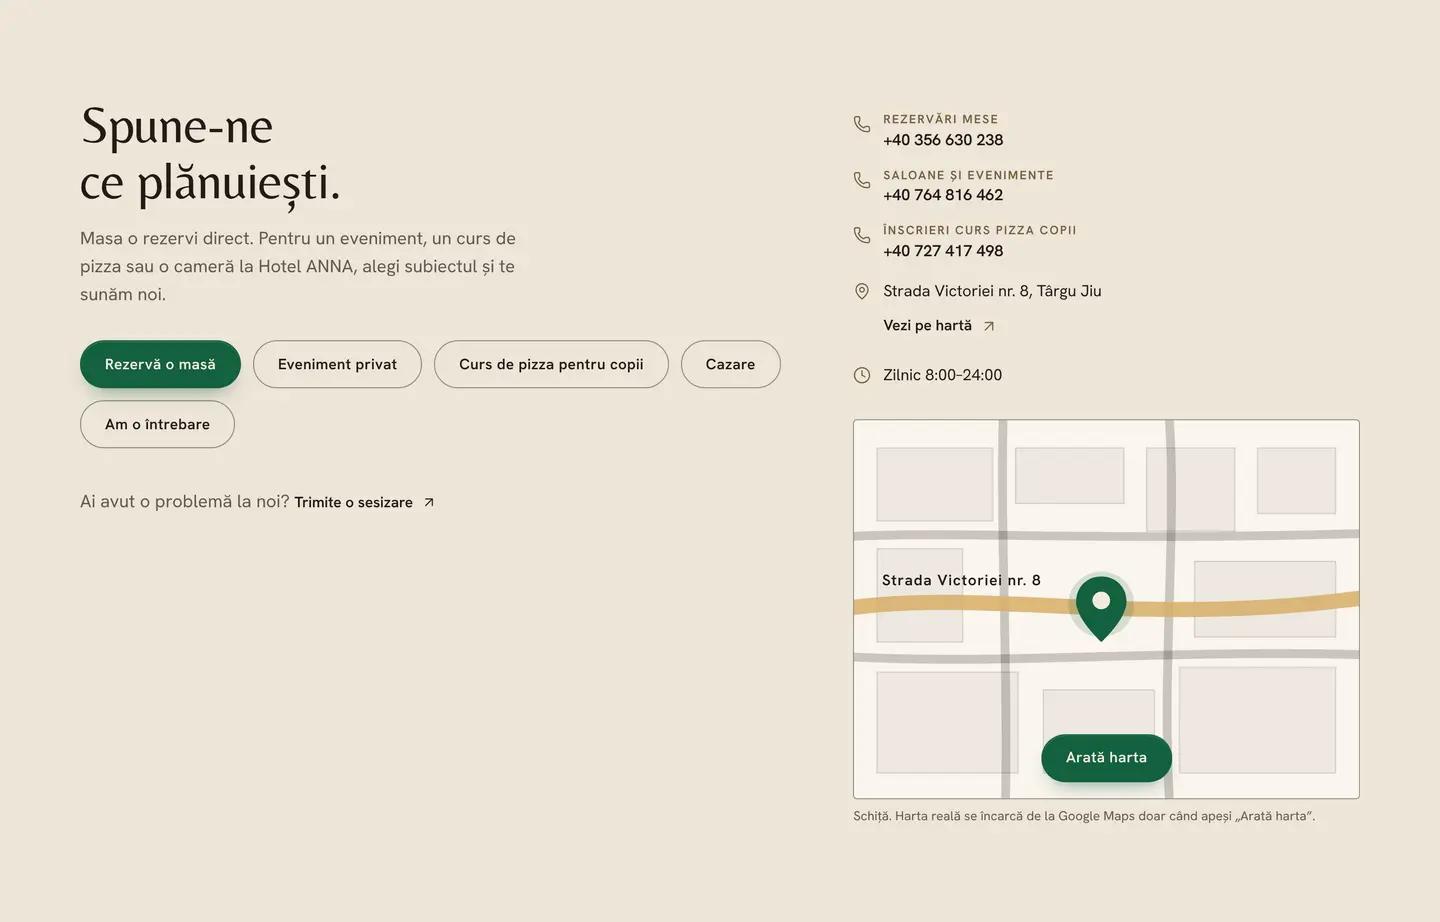 Spune-ne
ce plănuiești.
Masa o rezervi direct. Pentru un eveniment, un curs de
pizza sau o cameră la Hotel ANNA, alegi subiectul și te
sunăm noi.
Rezervă o masă
Eveniment privat
Curs de pizza pentru copii
Cazare
Am o întrebare
Ai avut o problemă la noi? Trimite o sesizare
REZERVĂRI MESE
+40 356 630 238
SALOANE ȘI EVENIMENTE
+40 764 816 462
ÎNSCRIERI CURS PIZZA COPII
+40 727 417 498
Strada Victoriei nr. 8, Târgu Jiu
Vezi pe hartă
Zilnic 8:00–24:00
Strada Victoriei nr. 8
Arată harta
Schiță. Harta reală se încarcă de la Google Maps doar când apeși „Arată harta”.